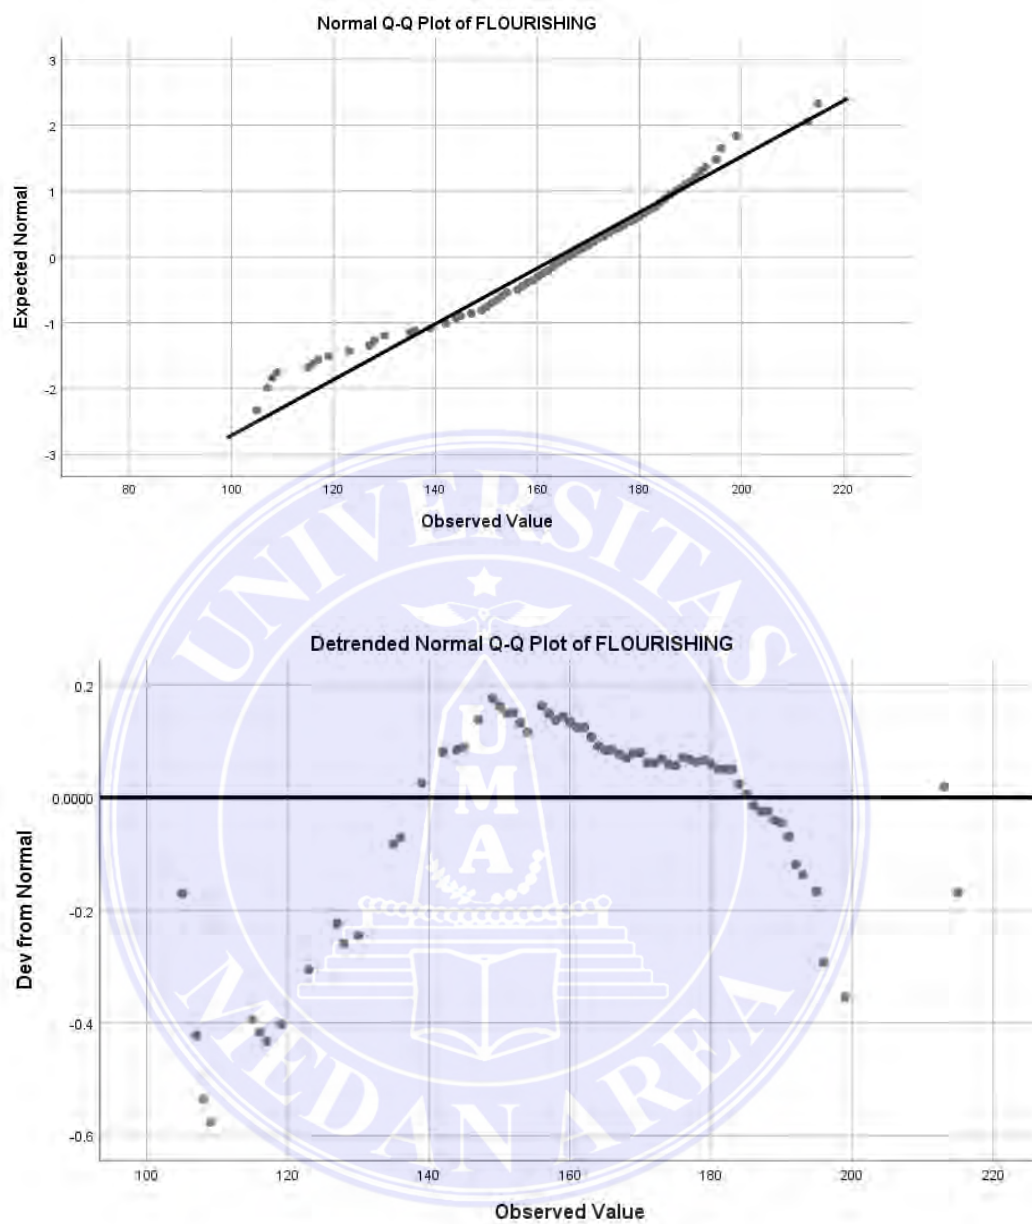 Normal Q-Q Plot of FLOURISHING
3
2
1
0
-1
-2
-3
Expected Normal
80 100 120 140 160 180 200 220
Observed Value
UNIVERSITAS
UMA
MEDAN AREA
Detrended Normal Q-Q Plot of FLOURISHING
0.2
0.0000
-0.2
-0.4
-0.6
Dev from Normal
100 120 140 160 180 200 220
Observed Value